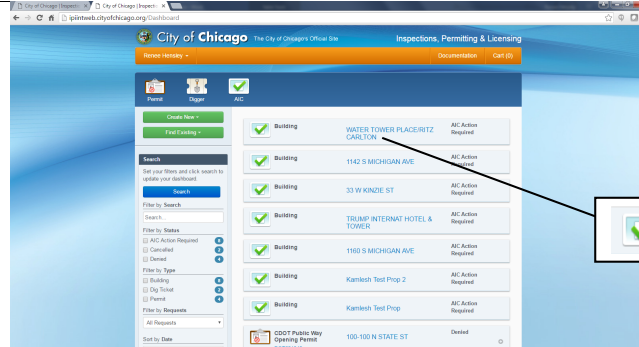 City of Chicago | Inspecti
City of Chicago | Inspecti
ipiintweb.cityofchicago.org/Dashboard
City of Chicago The City of Chicago's Official Site
Inspections, Permitting & Licensing
Renee Hensley
Documentation
Cart (0)
Permit
Digger
AIC
Create New
Find Existing
Search
Set your filters and click search to
update your dashboard.
Search
Filter by Search
Search...
Filter by Status
AIC Action Required
Cancelled
Denied
Filter by Type
Building
Dig Ticket
Permit
Filter by Requests
All Requests
Sort by Date
Building
WATER TOWER PLACE/RITZ
CARLTON
AIC Action
Required
Building
1142 S MICHIGAN AVE
AIC Action
Required
Building
33 W KINZIE ST
AIC Action
Required
Building
TRUMP INTERNAT HOTEL &
TOWER
AIC Action
Required
Building
1160 S MICHIGAN AVE
AIC Action
Required
Building
Kamlesh Test Prop 2
AIC Action
Required
Building
Kamlesh Test Prop
AIC Action
Required
CDOT Public Way
Opening Permit
100-100 N STATE ST
Denied